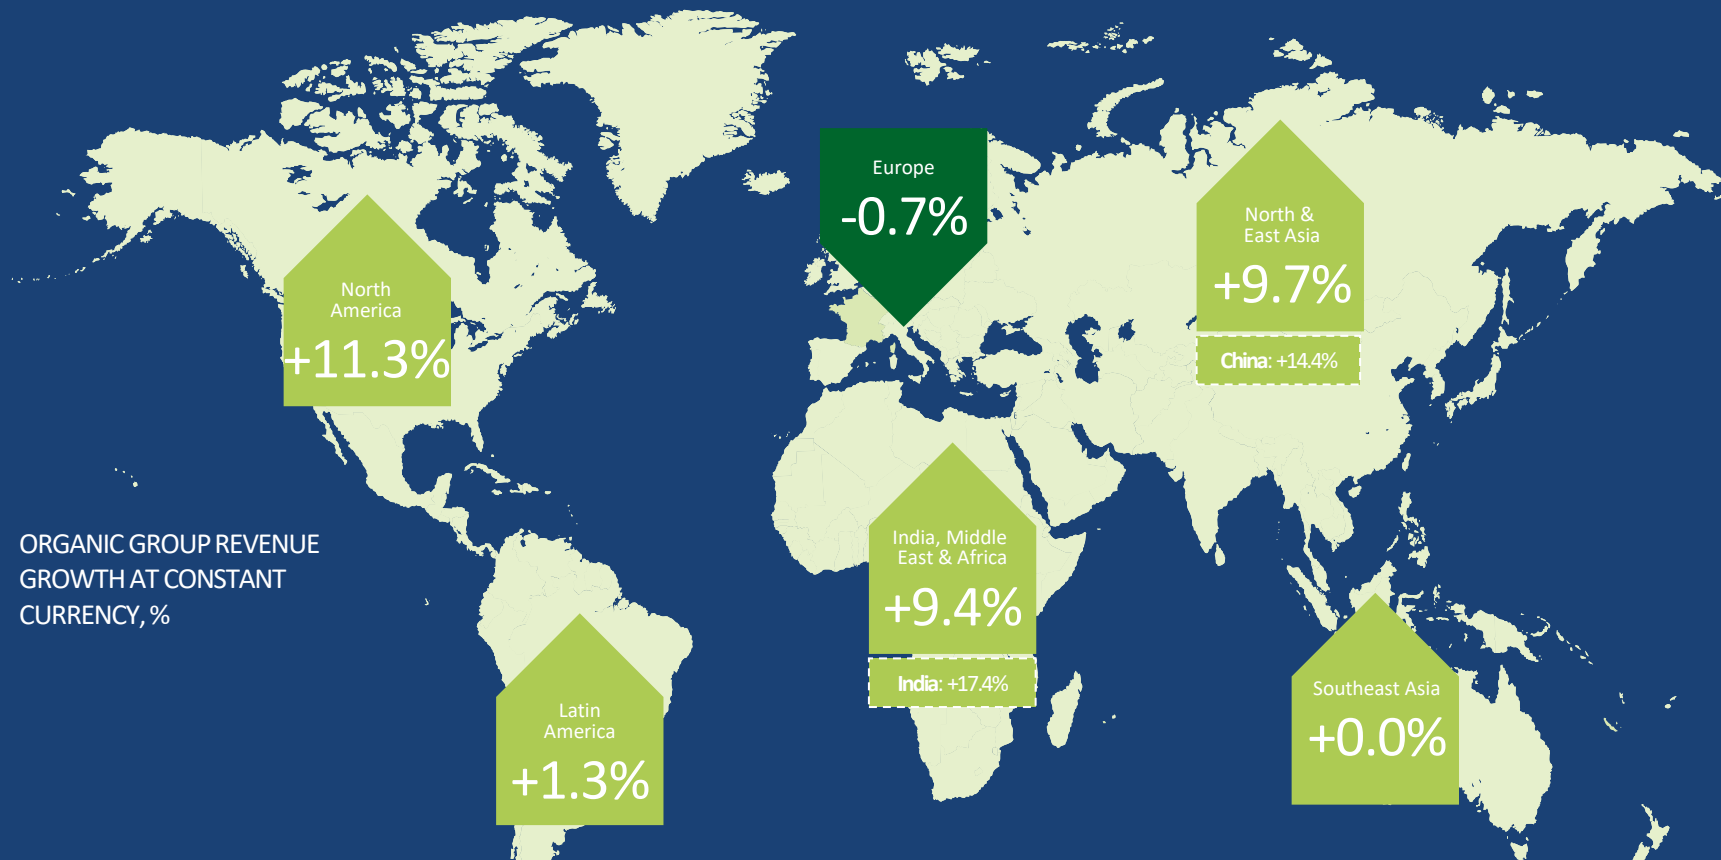 Europe
-0.7%
North &
East Asia
+9.7%
China: +14.4%
North
America
+11.3%
ORGANIC GROUP REVENUE
GROWTH AT CONSTANT
CURRENCY, %
India, Middle
East & Africa
+9.4%
India: +17.4%
Latin
America
+1.3%
Southeast Asia
+0.0%